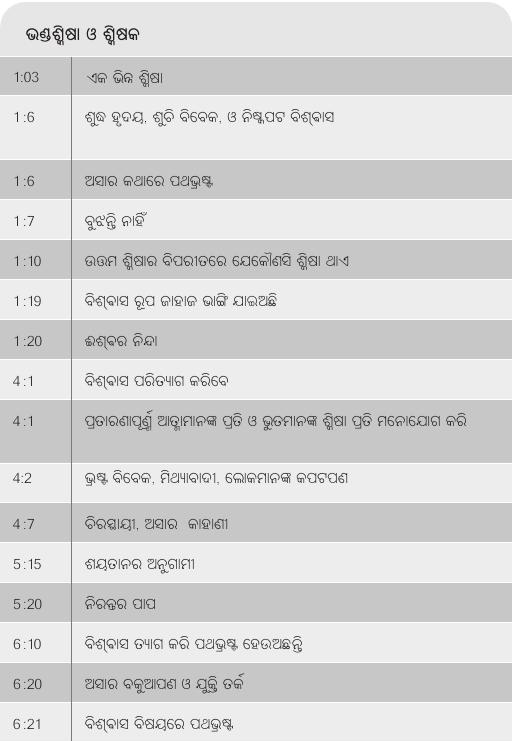 ଭଣ୍ଡଶିକ୍ଷା ଓ ଶିକ୍ଷକ
1:03 ଏକ ଭିନ୍ନ ଶିକ୍ଷା
1:6 ଶୁଦ୍ଧ ହୃଦୟ, ଶୁଚି ବିବେକ, ଓ ନିଷ୍କପଟ ବିଶ୍ୱାସ
1:6 ଅସାର କଥାରେ ପଥଭ୍ରଷ୍ଟ
1:7 ବୁଝନ୍ତି ନାହିଁ
1:10 ଉତ୍ତମ ଶିକ୍ଷାର ବିପରୀତରେ ଯେକୌଣସି ଶିକ୍ଷା ଥାଏ
1:19 ବିଶ୍ୱାସ ରୂପ ଜାହାଜ ଭାଙ୍ଗି ଯାଇଅଛି
1:20 ଈଶ୍ୱର ନିନ୍ଦା
4:1 ବିଶ୍ୱାସ ପରିତ୍ୟାଗ କରିବେ
4:1 ପ୍ରତାରଣାପୂର୍ଣ୍ଣ ଆତ୍ମାମାନଙ୍କ ପ୍ରତି ଓ ଭୁତମାନଙ୍କ ଶିକ୍ଷା ପ୍ରତି ମନୋଯୋଗ କରି
4:2 ଭ୍ରଷ୍ଟ ବିବେକ, ମିଥ୍ୟାବାଦୀ, ଲୋକମାନଙ୍କ କପଟପଣ
4:7 ଚିରସ୍ଥାୟୀ, ଅସାର କାହାଣୀ
5:15 ଶୟତାନର ଅନୁଗାମୀ
5:20 ନିରନ୍ତର ପାପ
6:10 ବିଶ୍ୱାସ ତ୍ୟାଗ କରି ପଥଭ୍ରଷ୍ଟ ହେଉଅଛନ୍ତି
6:20 ଅସାର ବକୁଆପଣ ଓ ଯୁକ୍ତି ତର୍କ
6:21 ବିଶ୍ୱାସ ବିଷୟରେ ପଥଭ୍ରଷ୍ଟ